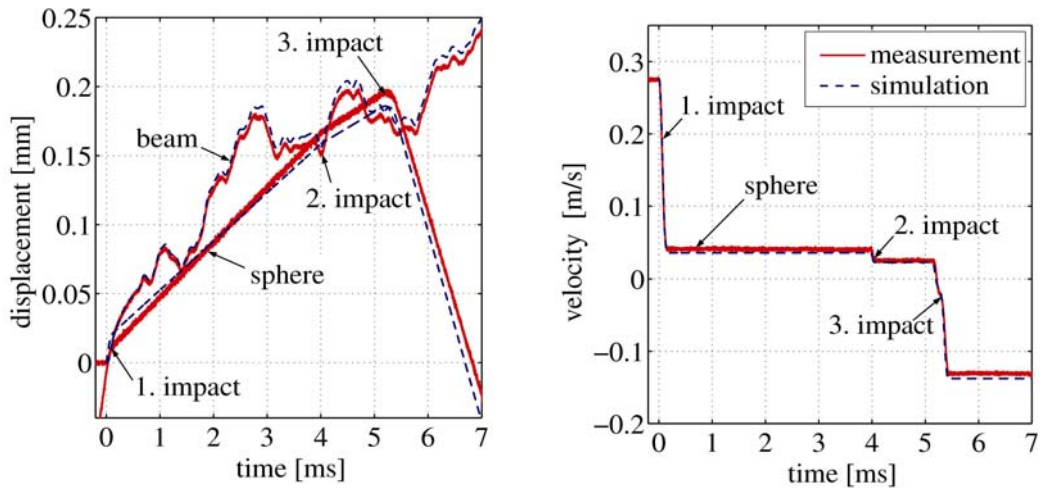 0.25
0.20
0.15
0.10
0.05
0
displacement [mm]
3. impact
beam
2. impact
sphere
1. impact
0 1 2 3 4 5 6 7
time [ms]
0.3
0.2
0.1
0
−0.1
−0.2
velocity [m/s]
measurement
simulation
1. impact
sphere
2. impact
3. impact
0 1 2 3 4 5 6 7
time [ms]